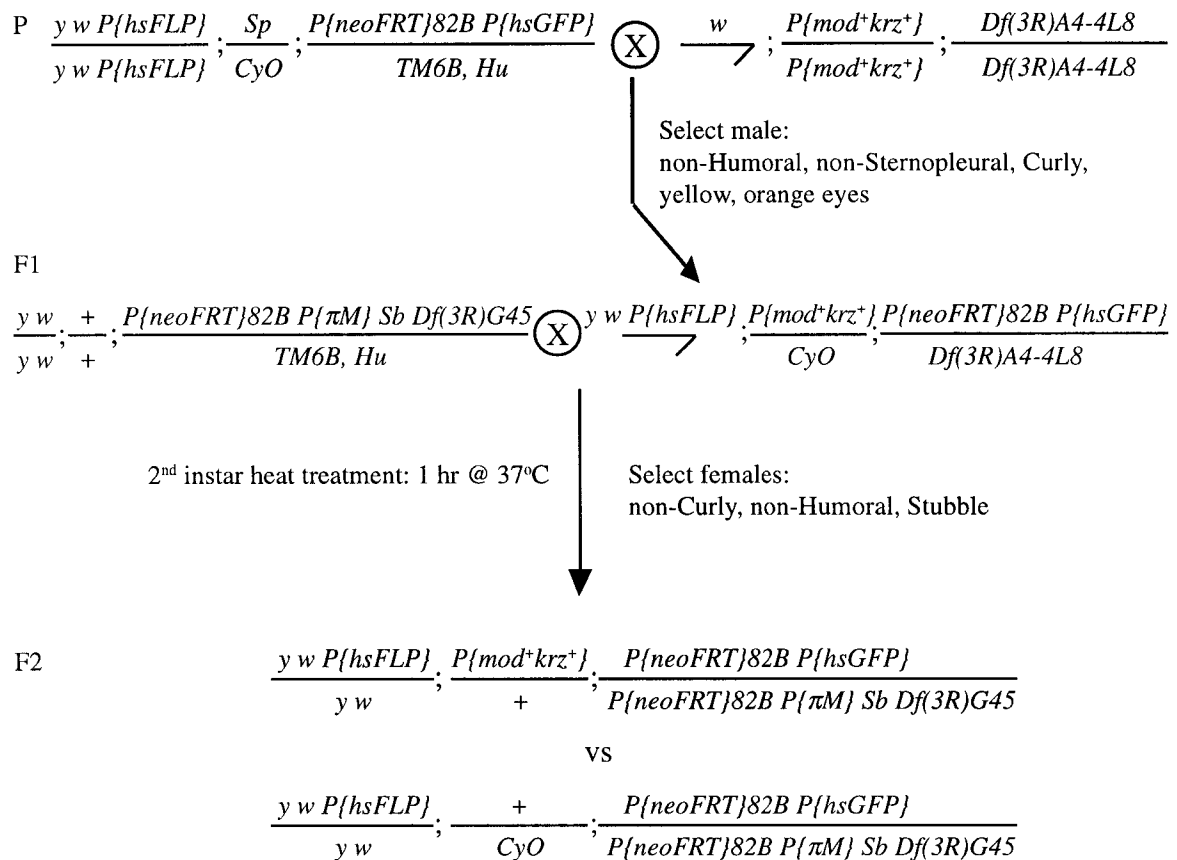 P y w P{hsFLP} / y w P{hsFLP} ; Sp / CyO ; P{neoFRT}82B P{hsGFP} / TM6B, Hu X w ; P{mod+krz+} / P{mod+krz+} ; Df(3R)A4-4L8 / Df(3R)A4-4L8
Select male:
non-Humoral, non-Sternopleural, Curly,
yellow, orange eyes
F1
y w / y w ; + / + ; P{neoFRT}82B P{πM} Sb Df(3R)G45 / TM6B, Hu X y w P{hsFLP} ; P{mod+krz+} / CyO ; P{neoFRT}82B P{hsGFP} / Df(3R)A4-4L8
2nd instar heat treatment: 1 hr @ 37°C
Select females:
non-Curly, non-Humoral, Stubble
F2
y w P{hsFLP} / y w ; P{mod+krz+} / + ; P{neoFRT}82B P{hsGFP} / P{neoFRT}82B P{πM} Sb Df(3R)G45
vs
y w P{hsFLP} / y w ; + / CyO ; P{neoFRT}82B P{hsGFP} / P{neoFRT}82B P{πM} Sb Df(3R)G45